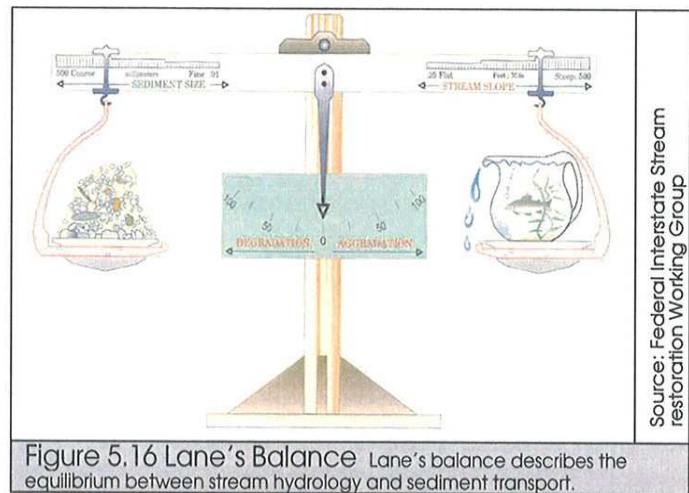 500 Coarse millimeters Fine .01
SEDIMENT SIZE
.25 Flat Feet/Mile Steep, 500
STREAM SLOPE
100 50 0 50 100
DEGRADATION AGGRADATION
Source: Federal Interstate Stream
restoration Working Group
Figure 5.16 Lane's Balance Lane's balance describes the
equilibrium between stream hydrology and sediment transport.